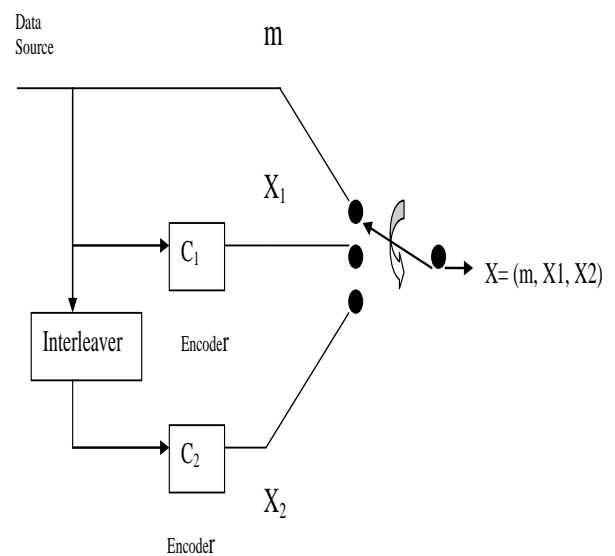 Data
Source
m
X1
C1
X= (m, X1, X2)
Interleaver
Encoder
C2
X2
Encoder